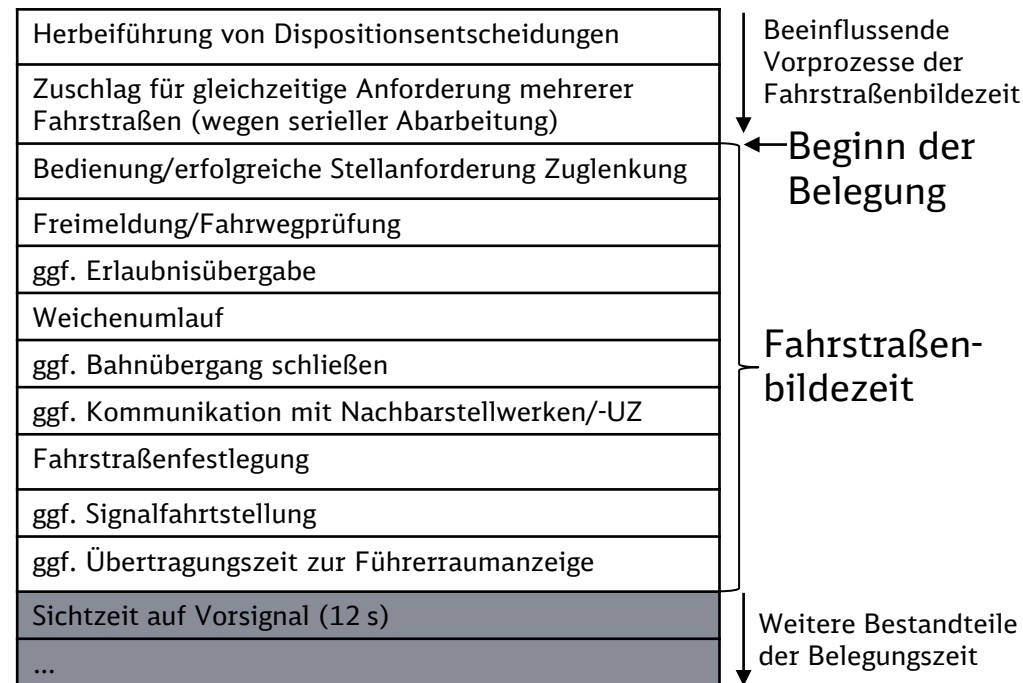 Herbeiführung von Dispositionsentscheidungen
Zuschlag für gleichzeitige Anforderung mehrerer
Fahrstraßen (wegen serieller Abarbeitung)
Bedienung/erfolgreiche Stellanforderung Zuglenkung
Freimeldung/Fahrwegprüfung
ggf. Erlaubnisübergabe
Weichenumlauf
ggf. Bahnübergang schließen
ggf. Kommunikation mit Nachbarstellwerken/-UZ
Fahrstraßenfestlegung
ggf. Signalfahrtstellung
ggf. Übertragungszeit zur Führerraumanzeige
Sichtzeit auf Vorsignal (12 s)
...
Beeinflussende
Vorprozesse der
Fahrstraßenbildezeit
Beginn der
Belegung
Fahrstraßen-
bildezeit
Weitere Bestandteile
der Belegungszeit